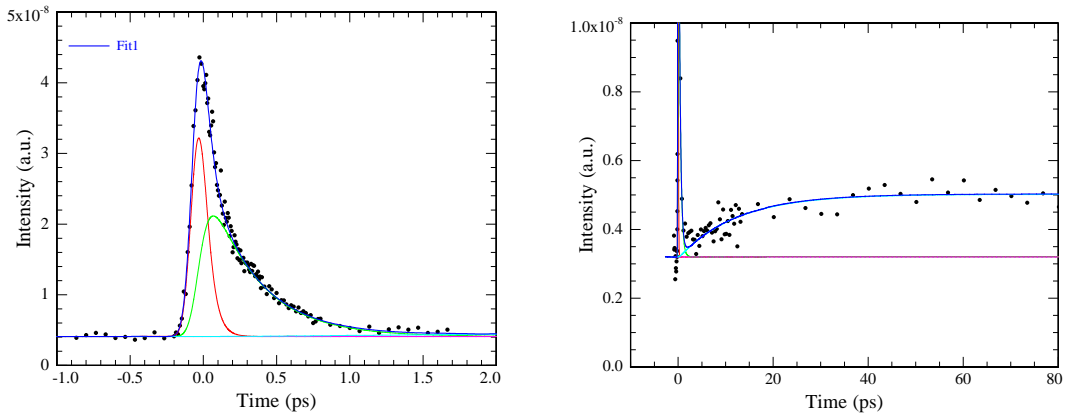 5x10⁻⁸
Fit1
4
3
2
1
0
Intensity (a.u.)
-1.0 -0.5 0.0 0.5 1.0 1.5 2.0
Time (ps)
1.0x10⁻⁸
0.8
0.6
0.4
0.2
0.0
Intensity (a.u.)
0 20 40 60 80
Time (ps)